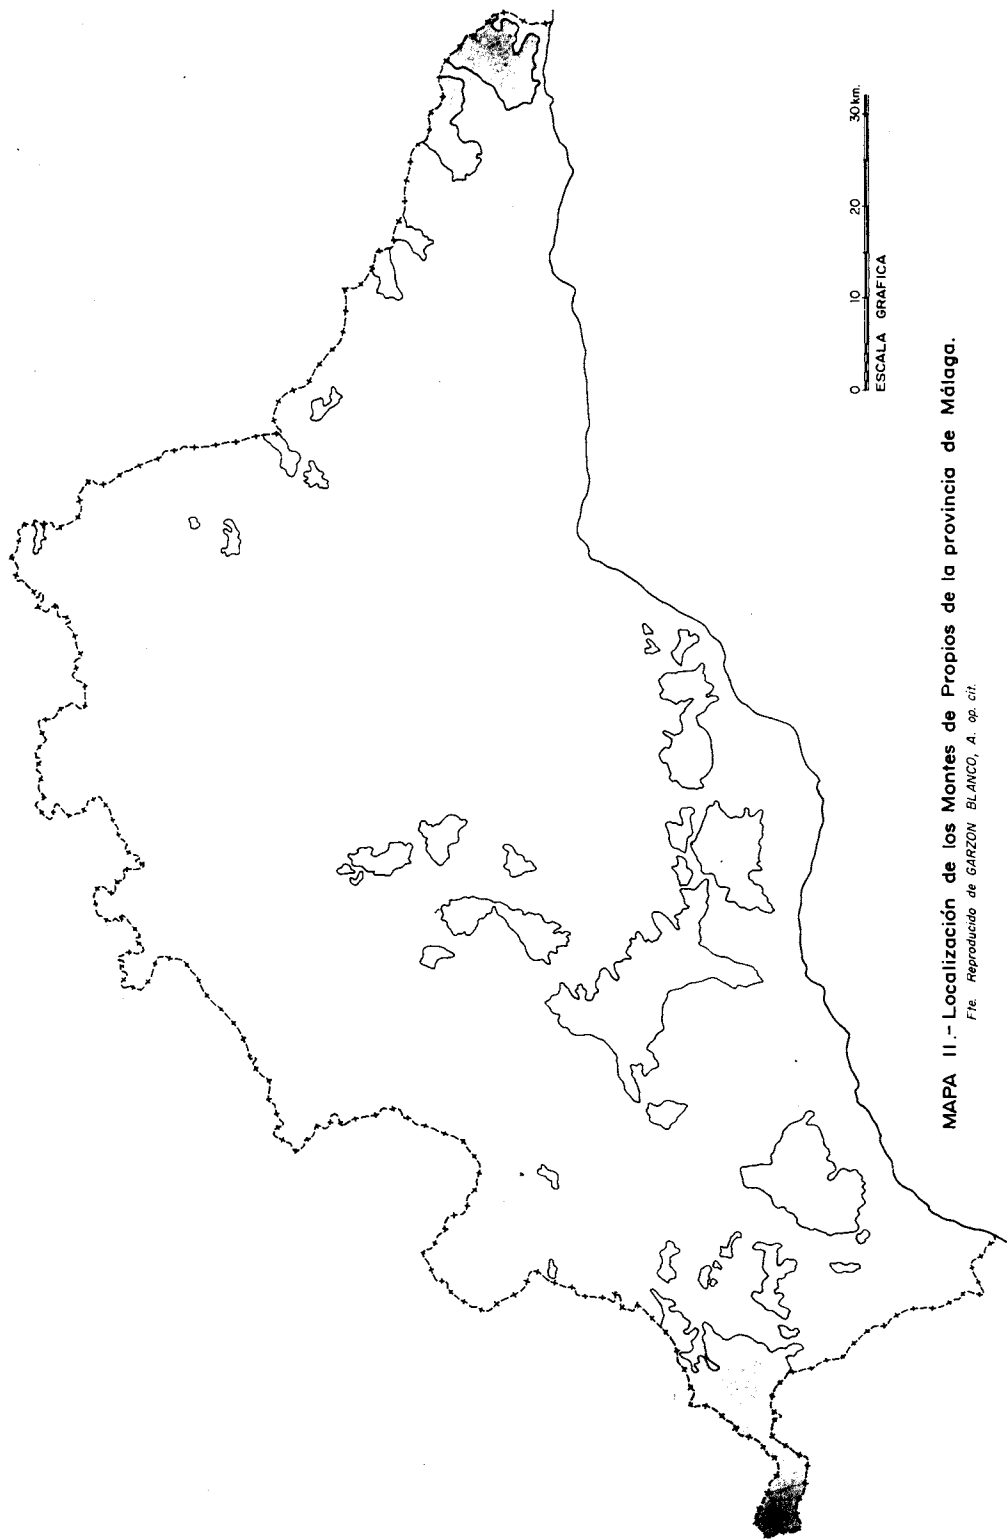 0 10 20 30 km.
ESCALA GRAFICA
MAPA II.- Localización de los Montes de Propios de la provincia de Málaga.
Fte. Reproducido de GARZON BLANCO, A. op. cit.